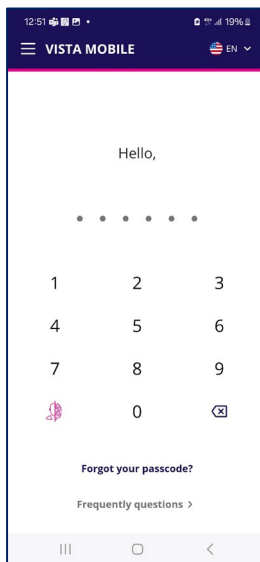 12:51 19%
VISTA MOBILE EN
Hello,
1 2 3
4 5 6
7 8 9
0
Forgot your passcode?
Frequently questions >